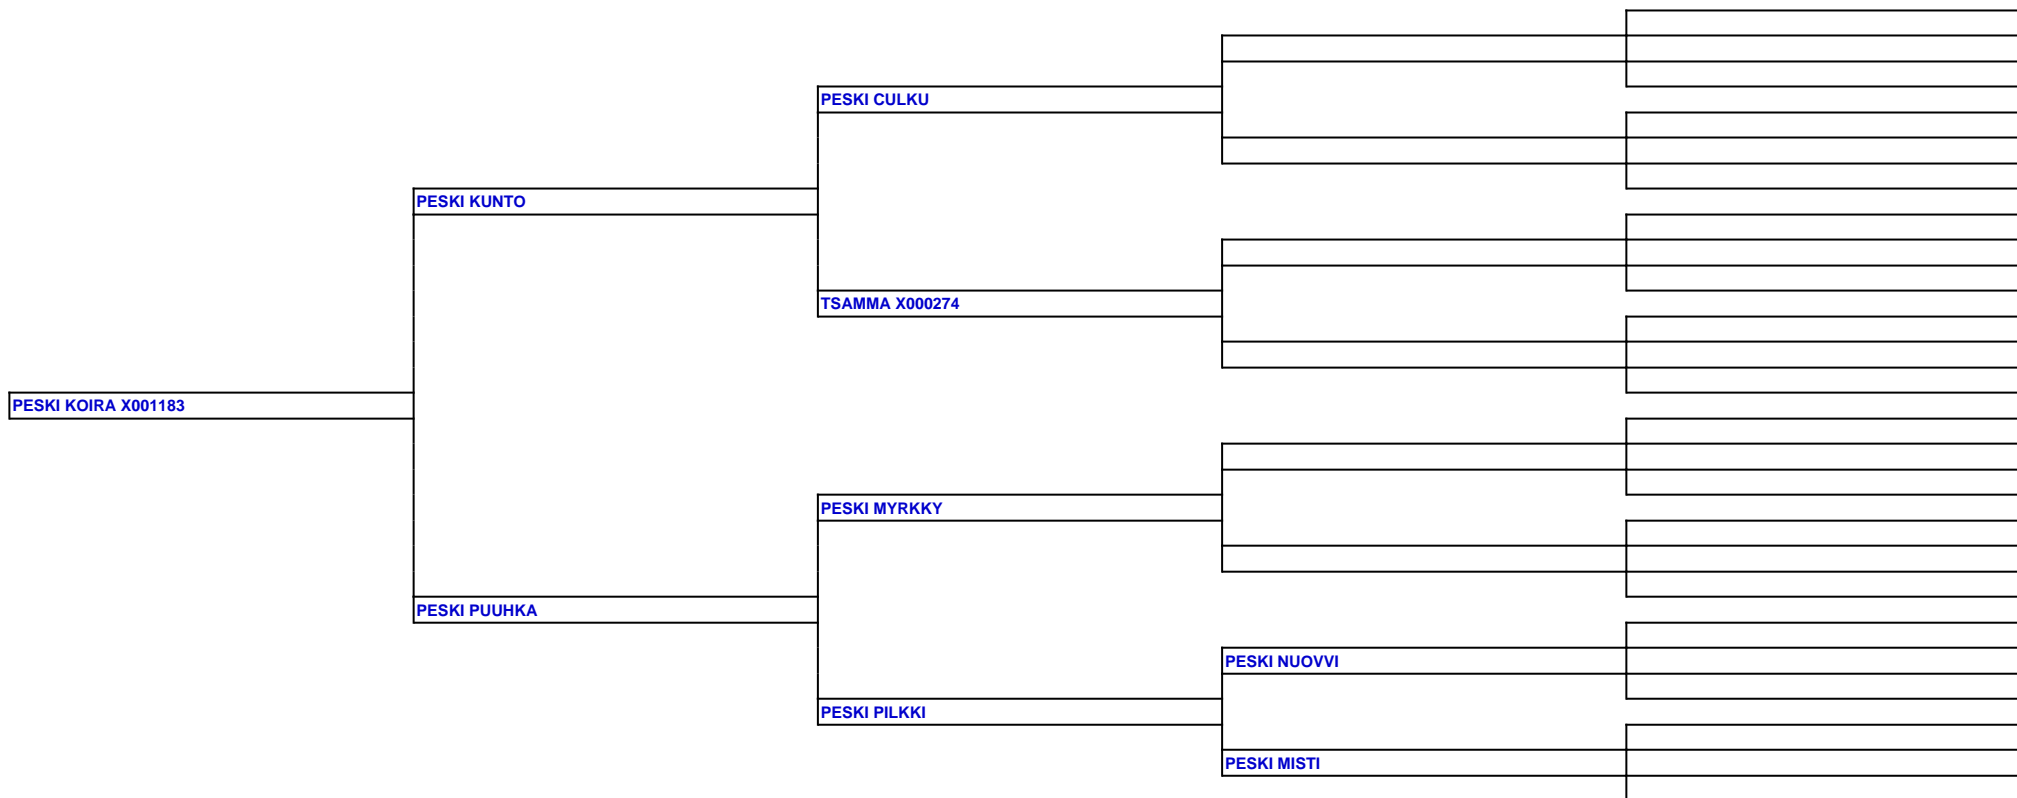 PESKI CULKU
PESKI KUNTO
TSAMMA X000274
PESKI KOIRA X001183
PESKI MYRKKY
PESKI PUUHKA
PESKI NUOVVI
PESKI PILKKI
PESKI MISTI